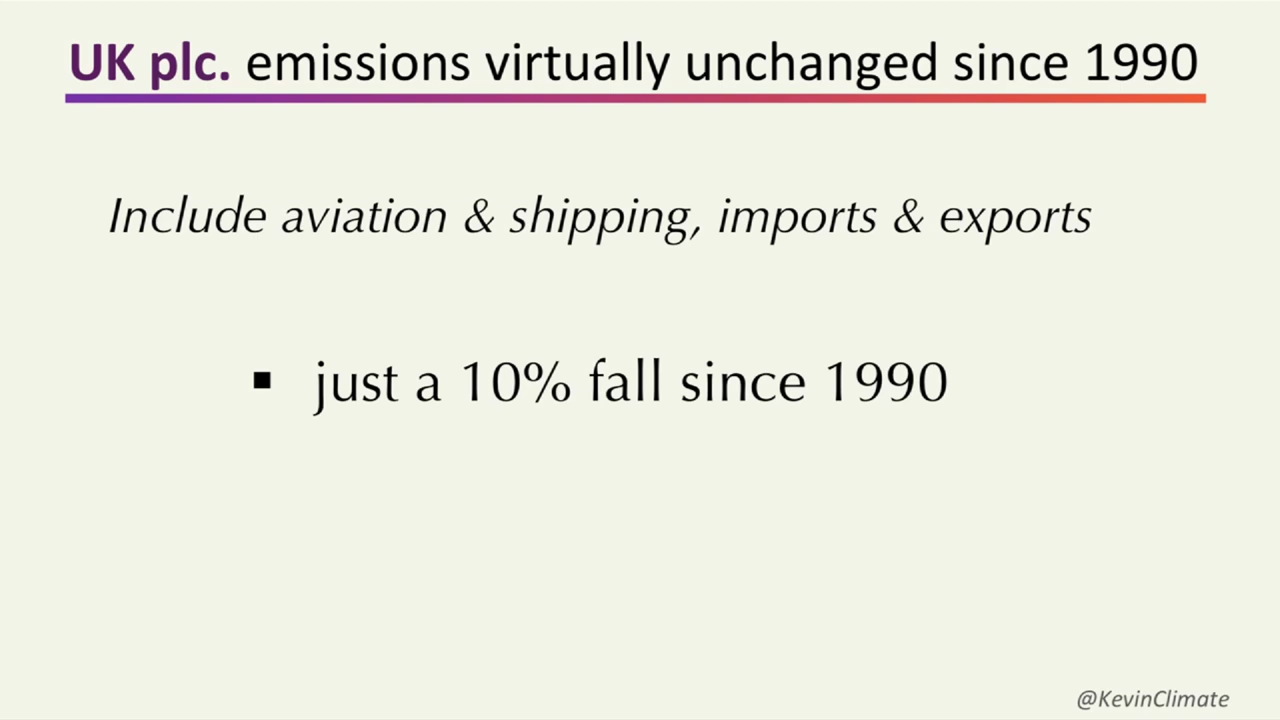 UK plc. emissions virtually unchanged since 1990
Include aviation & shipping, imports & exports
▪ just a 10% fall since 1990
@KevinClimate